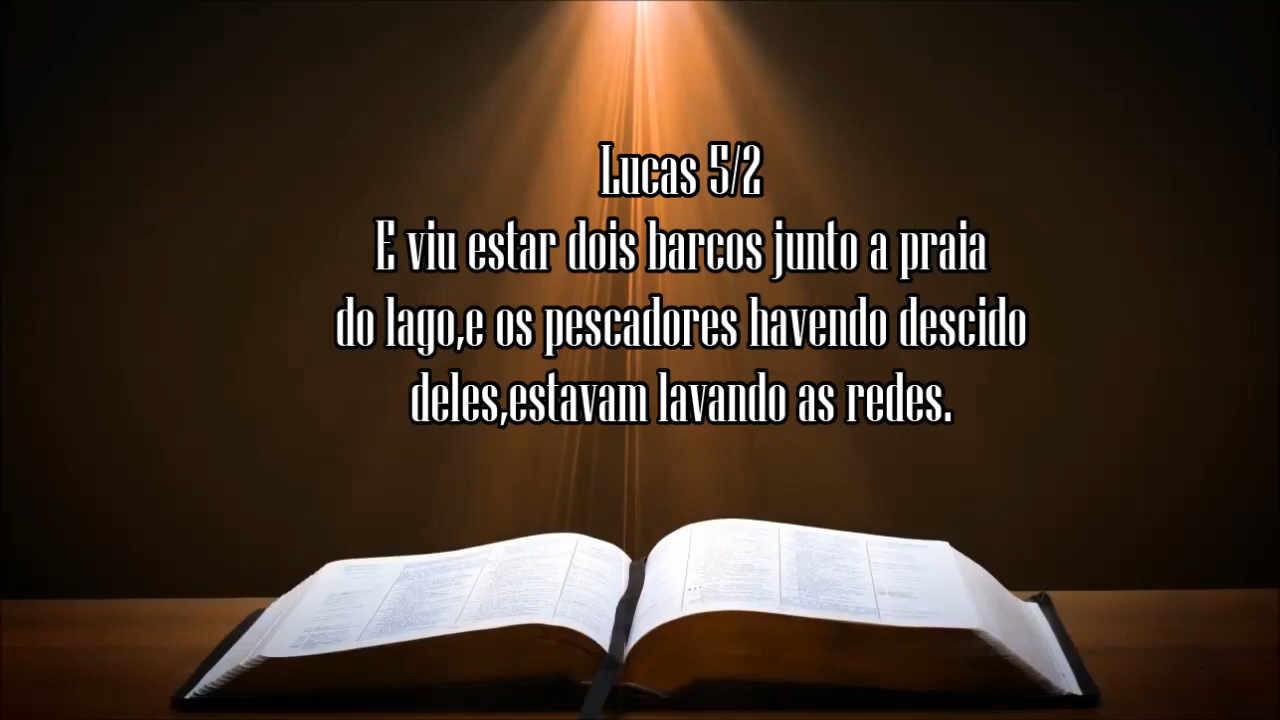 Lucas 5/2
E viu estar dois barcos junto a praia
do lago,e os pescadores havendo descido
deles,estavam lavando as redes.